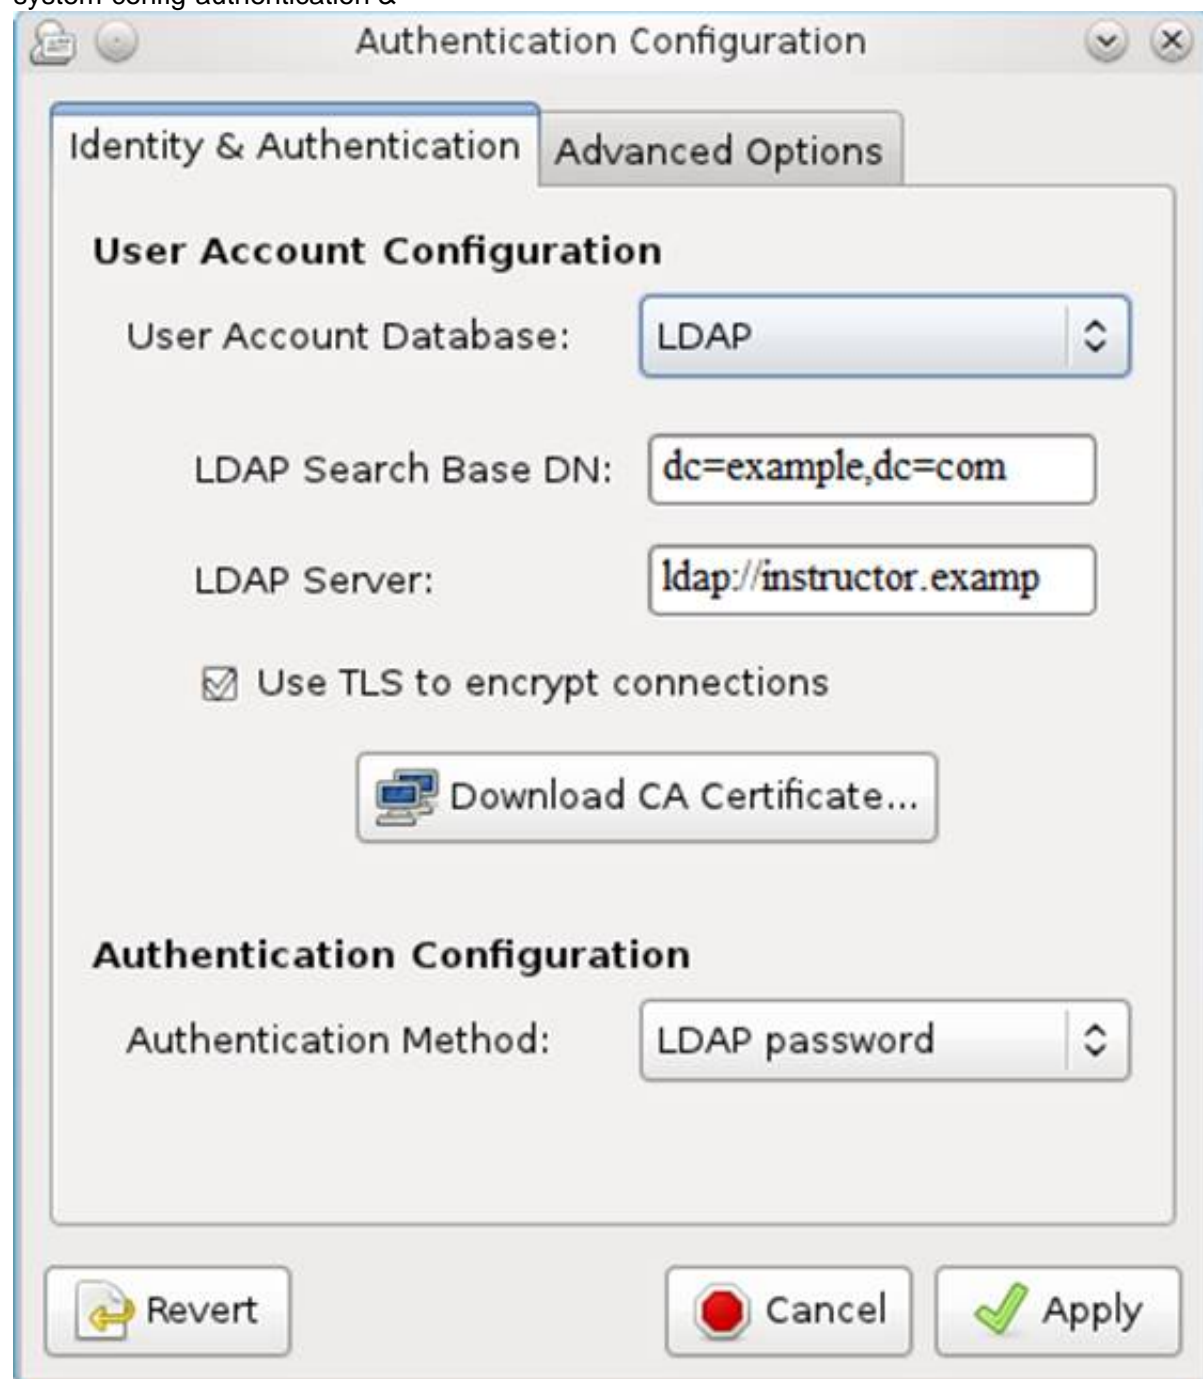 system-config-authentication &
Authentication Configuration
Identity & Authentication
Advanced Options
User Account Configuration
User Account Database:
LDAP
LDAP Search Base DN:
dc=example,dc=com
LDAP Server:
ldap://instructor.examp
Use TLS to encrypt connections
Download CA Certificate...
Authentication Configuration
Authentication Method:
LDAP password
Revert
Cancel
Apply